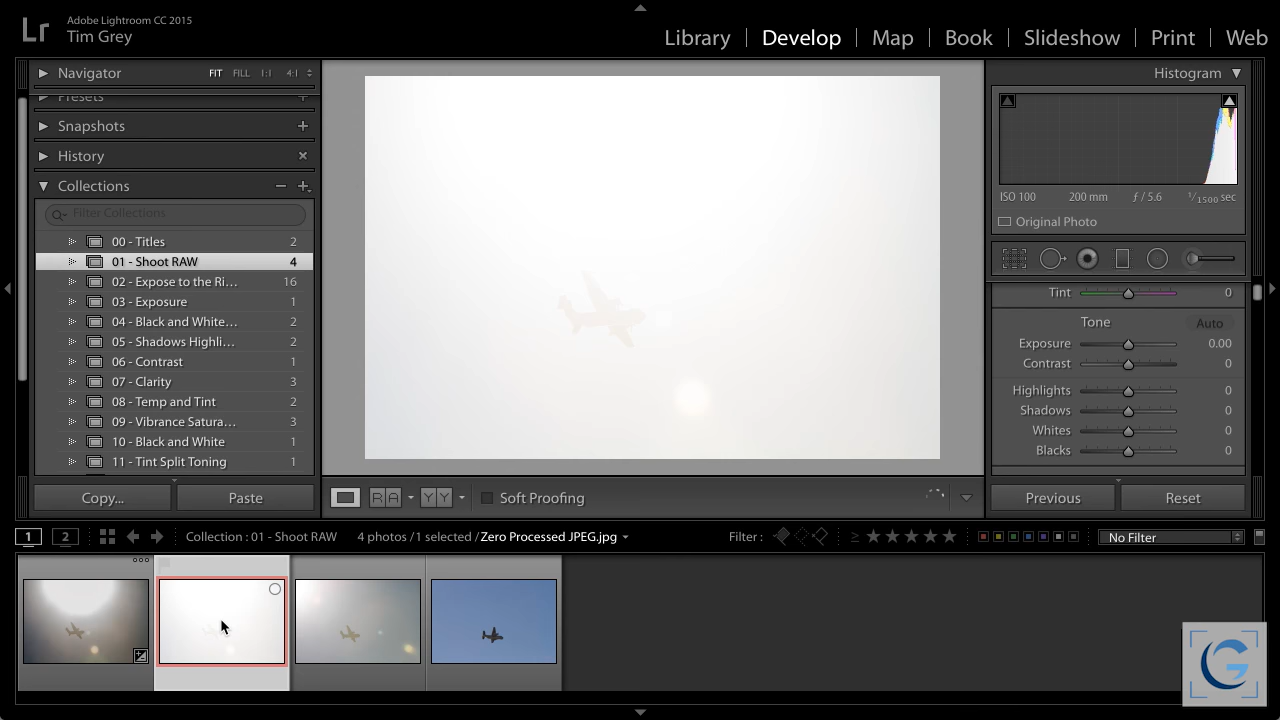 Lr
Adobe Lightroom CC 2015
Tim Grey
Library | Develop | Map | Book | Slideshow | Print | Web
Navigator FIT FILL 1:1 4:1
Presets
Snapshots
History
Collections
Filter Collections
00 - Titles 2
01 - Shoot RAW 4
02 - Expose to the Ri... 16
03 - Exposure 1
04 - Black and White... 2
05 - Shadows Highli... 2
06 - Contrast 1
07 - Clarity 3
08 - Temp and Tint 2
09 - Vibrance Satura... 3
10 - Black and White 1
11 - Tint Split Toning 1
Copy... Paste
Soft Proofing
Histogram
ISO 100 200 mm ƒ / 5.6 1/1500 sec
Original Photo
Tint 0
Tone Auto
Exposure 0.00
Contrast 0
Highlights 0
Shadows 0
Whites 0
Blacks 0
Previous Reset
1 2 Collection : 01 - Shoot RAW 4 photos / 1 selected / Zero Processed JPEG.jpg Filter : ≥ No Filter
G